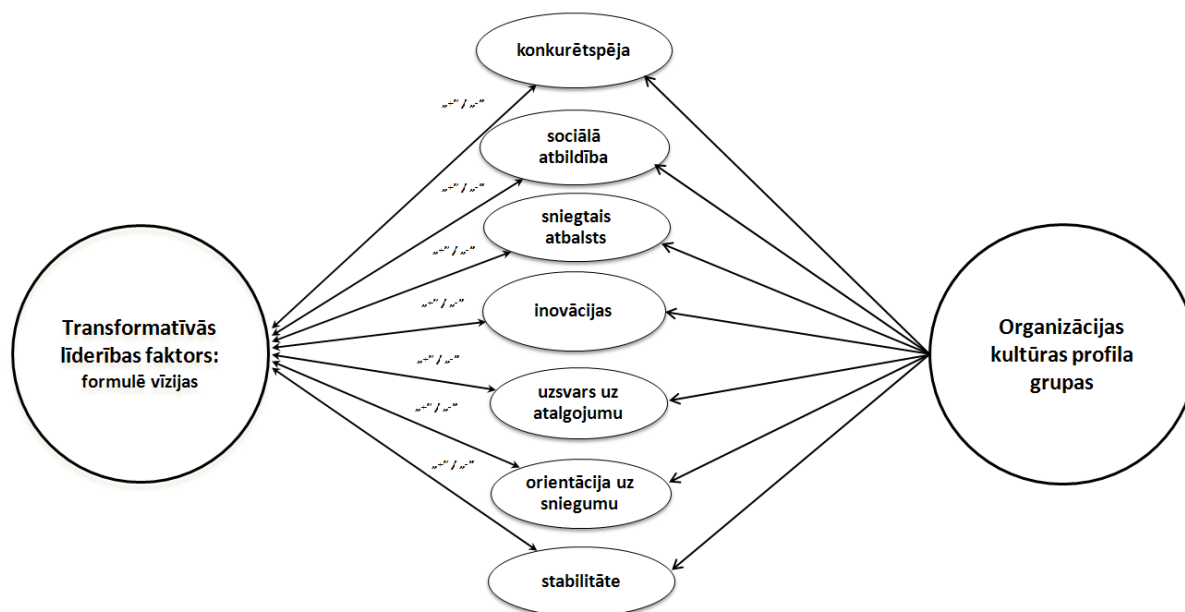 konkurētspēja
„+” / „-”
sociālā
atbildība
„+” / „-”
sniegtais
atbalsts
„+” / „-”
inovācijas
„+” / „-”
Transformatīvās
līderības faktors:
formulē vīzijas
Organizācijas
kultūras profila
grupas
„+” / „-”
uzsvars uz
atalgojumu
„+” / „-”
orientācija uz
sniegumu
„+” / „-”
stabilitāte